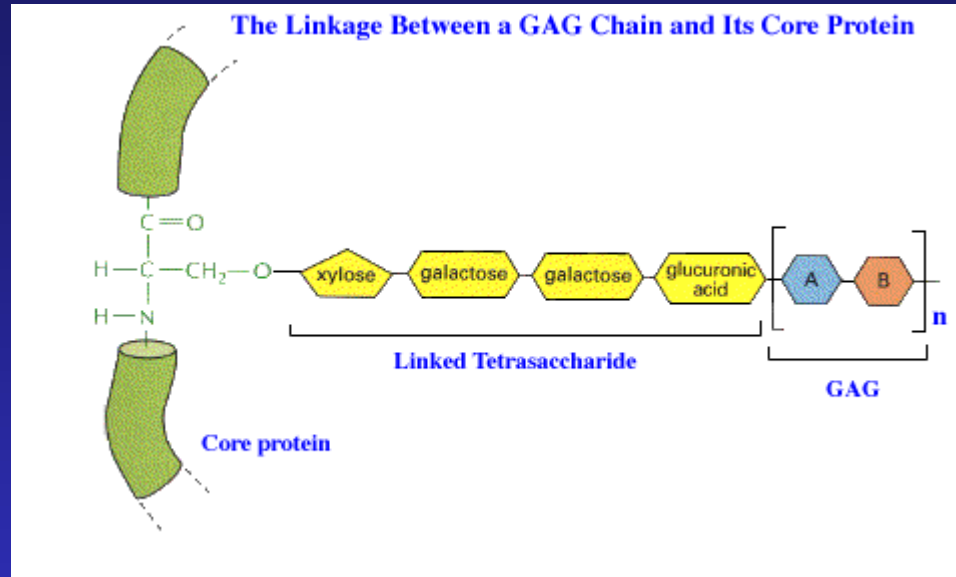 The Linkage Between a GAG Chain and Its Core Protein
C=O
H—C—CH₂—O—
xylose
galactose
galactose
glucuronic
acid
A
B
n
H—N
Linked Tetrasaccharide
GAG
Core protein